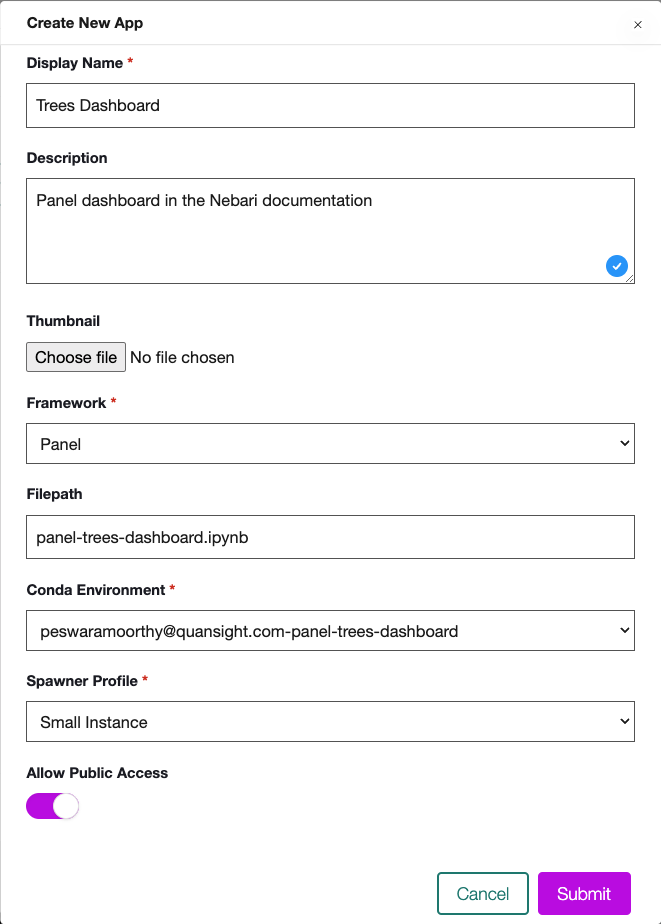 Create New App
×
Display Name *
Trees Dashboard
Description
Panel dashboard in the Nebari documentation
Thumbnail
Choose file No file chosen
Framework *
Panel
Filepath
panel-trees-dashboard.ipynb
Conda Environment *
peswaramoorthy@quansight.com-panel-trees-dashboard
Spawner Profile *
Small Instance
Allow Public Access
Cancel Submit